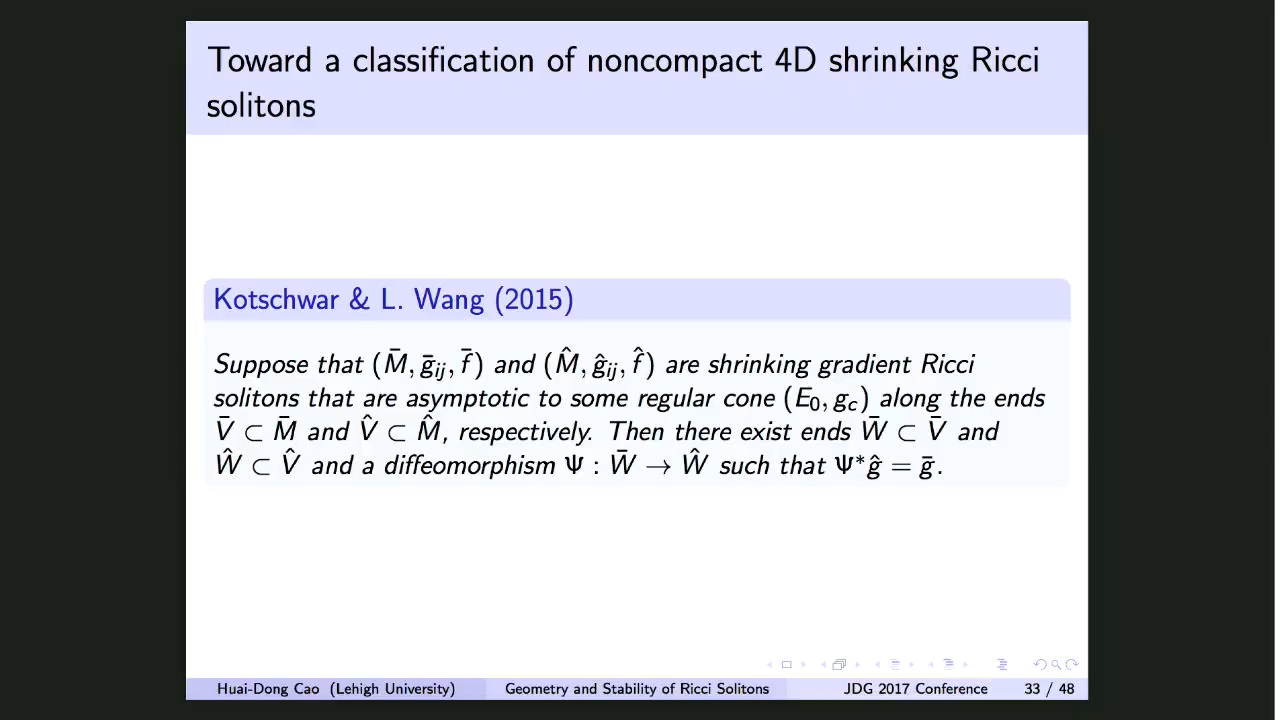 Toward a classification of noncompact 4D shrinking Ricci
solitons
Kotschwar & L. Wang (2015)
Suppose that (M̄, ḡᵢⱼ, f̄) and (M̂, ĝᵢⱼ, f̂) are shrinking gradient Ricci
solitons that are asymptotic to some regular cone (E₀, g_c) along the ends
V̄ ⊂ M̄ and V̂ ⊂ M̂, respectively. Then there exist ends W̄ ⊂ V̄ and
Ŵ ⊂ V̂ and a diffeomorphism Ψ : W̄ → Ŵ such that Ψ*ĝ = ḡ.
Huai-Dong Cao (Lehigh University) Geometry and Stability of Ricci Solitons JDG 2017 Conference 33 / 48